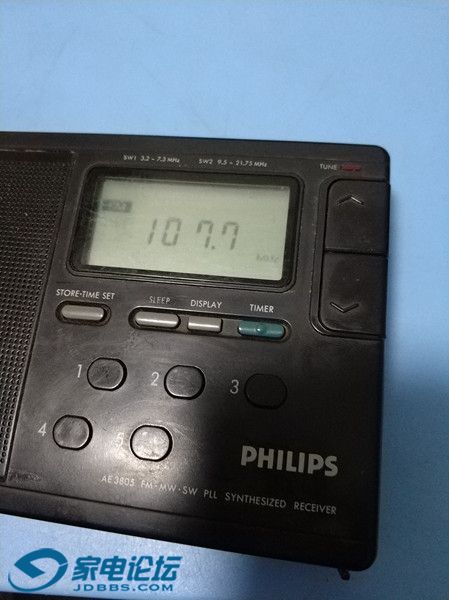 SW1 3.2 ~ 7.3 MHz SW2 9.5 ~ 21.75 MHz
TUNE
107.7
STORE·TIME SET SLEEP DISPLAY TIMER
1 2 3
4 5
PHILIPS
AE 3805 FM·MW·SW PLL SYNTHESIZED RECEIVER
家电论坛
JDBBS.COM